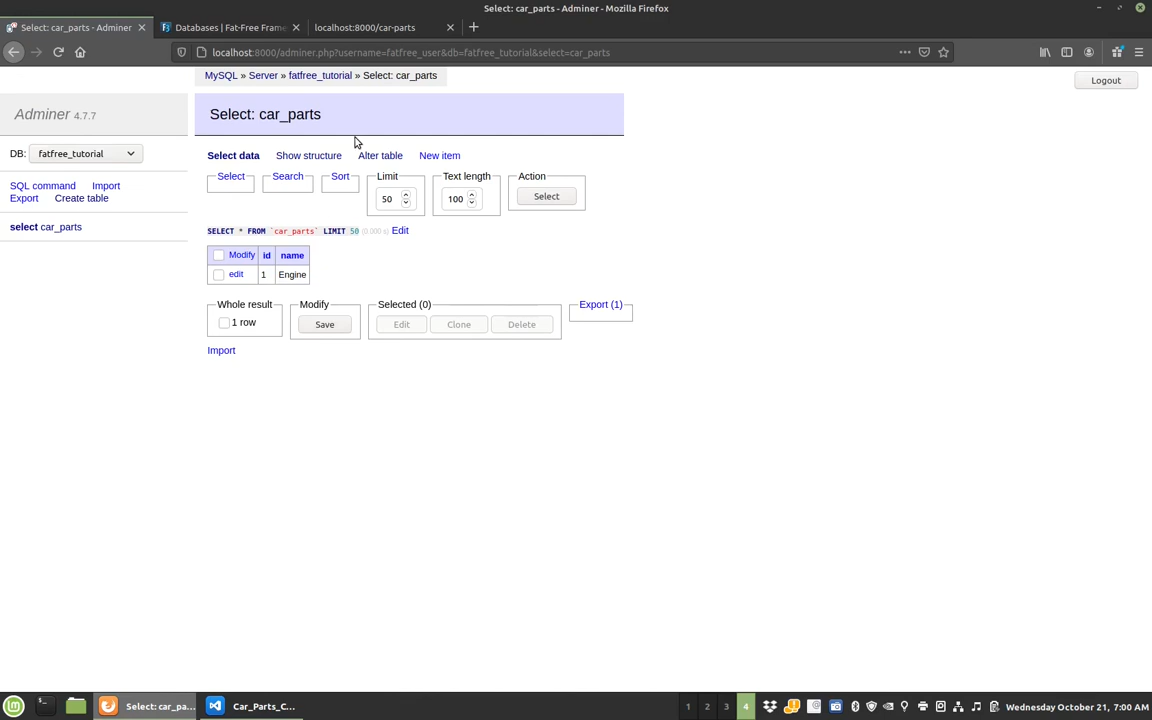 Select: car_parts - Adminer - Mozilla Firefox
Select: car_parts - Adminer
Databases | Fat-Free Frame
localhost:8000/car-parts
localhost:8000/adminer.php?username=fatfree_user&db=fatfree_tutorial&select=car_parts
MySQL » Server » fatfree_tutorial » Select: car_parts
Logout
Adminer 4.7.7
Select: car_parts
DB: fatfree_tutorial
Select data Show structure Alter table New item
Select Search Sort Limit Text length Action
50 100 Select
SQL command Import
Export Create table
select car_parts
SELECT * FROM `car_parts` LIMIT 50 (0.000 s) Edit
Modify id name
edit 1 Engine
Whole result Modify Selected (0) Export (1)
1 row Save Edit Clone Delete
Import
Select: car_pa...
Car_Parts_C...
1 2 3 4
Wednesday October 21, 7:00 AM